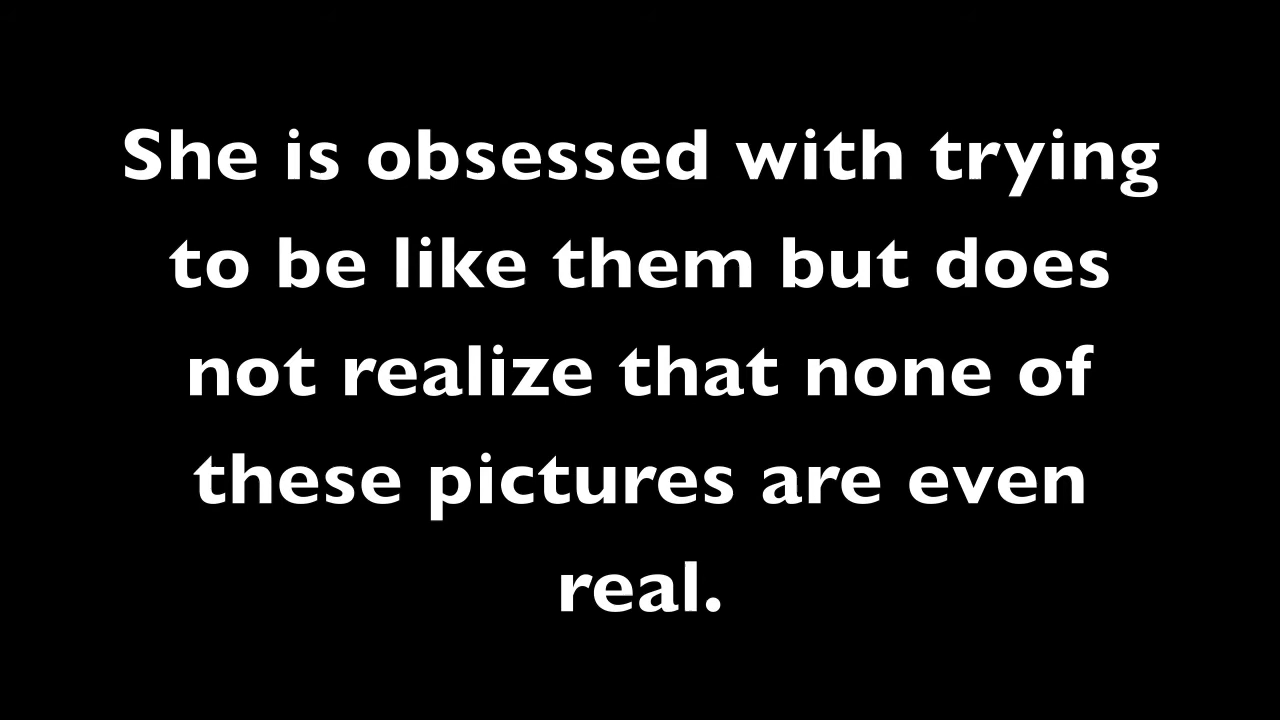 She is obsessed with trying
to be like them but does
not realize that none of
these pictures are even
real.